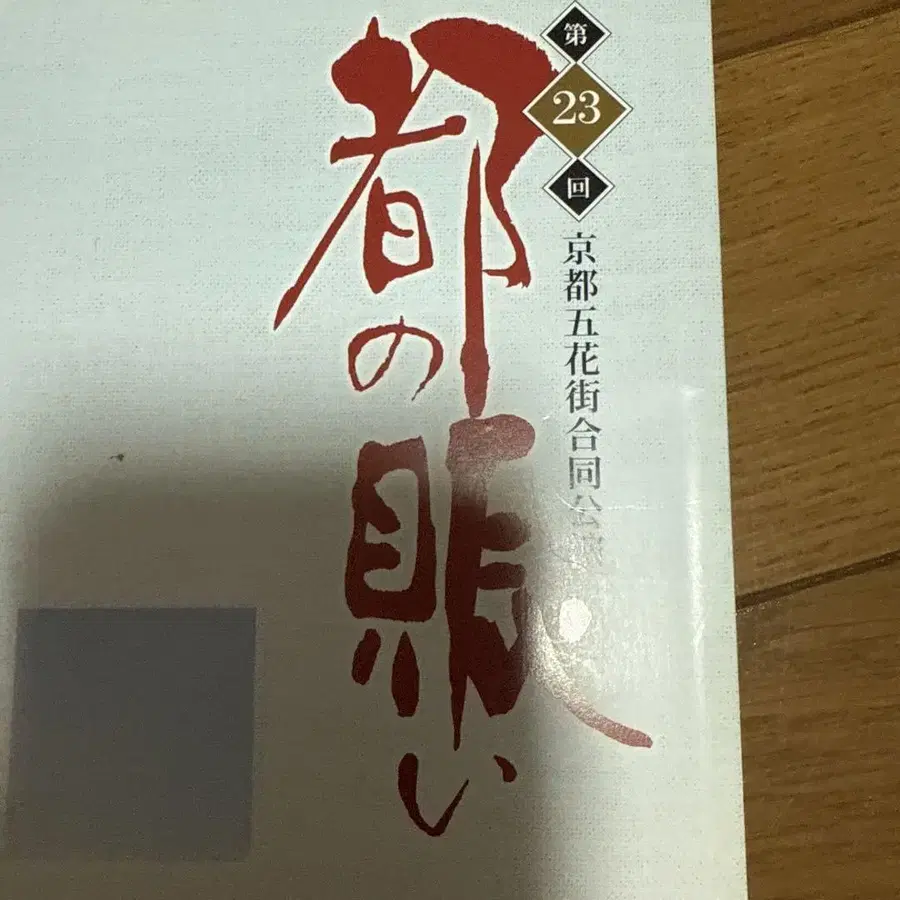 第
23
回
京都五花街合同公演
都の賑い